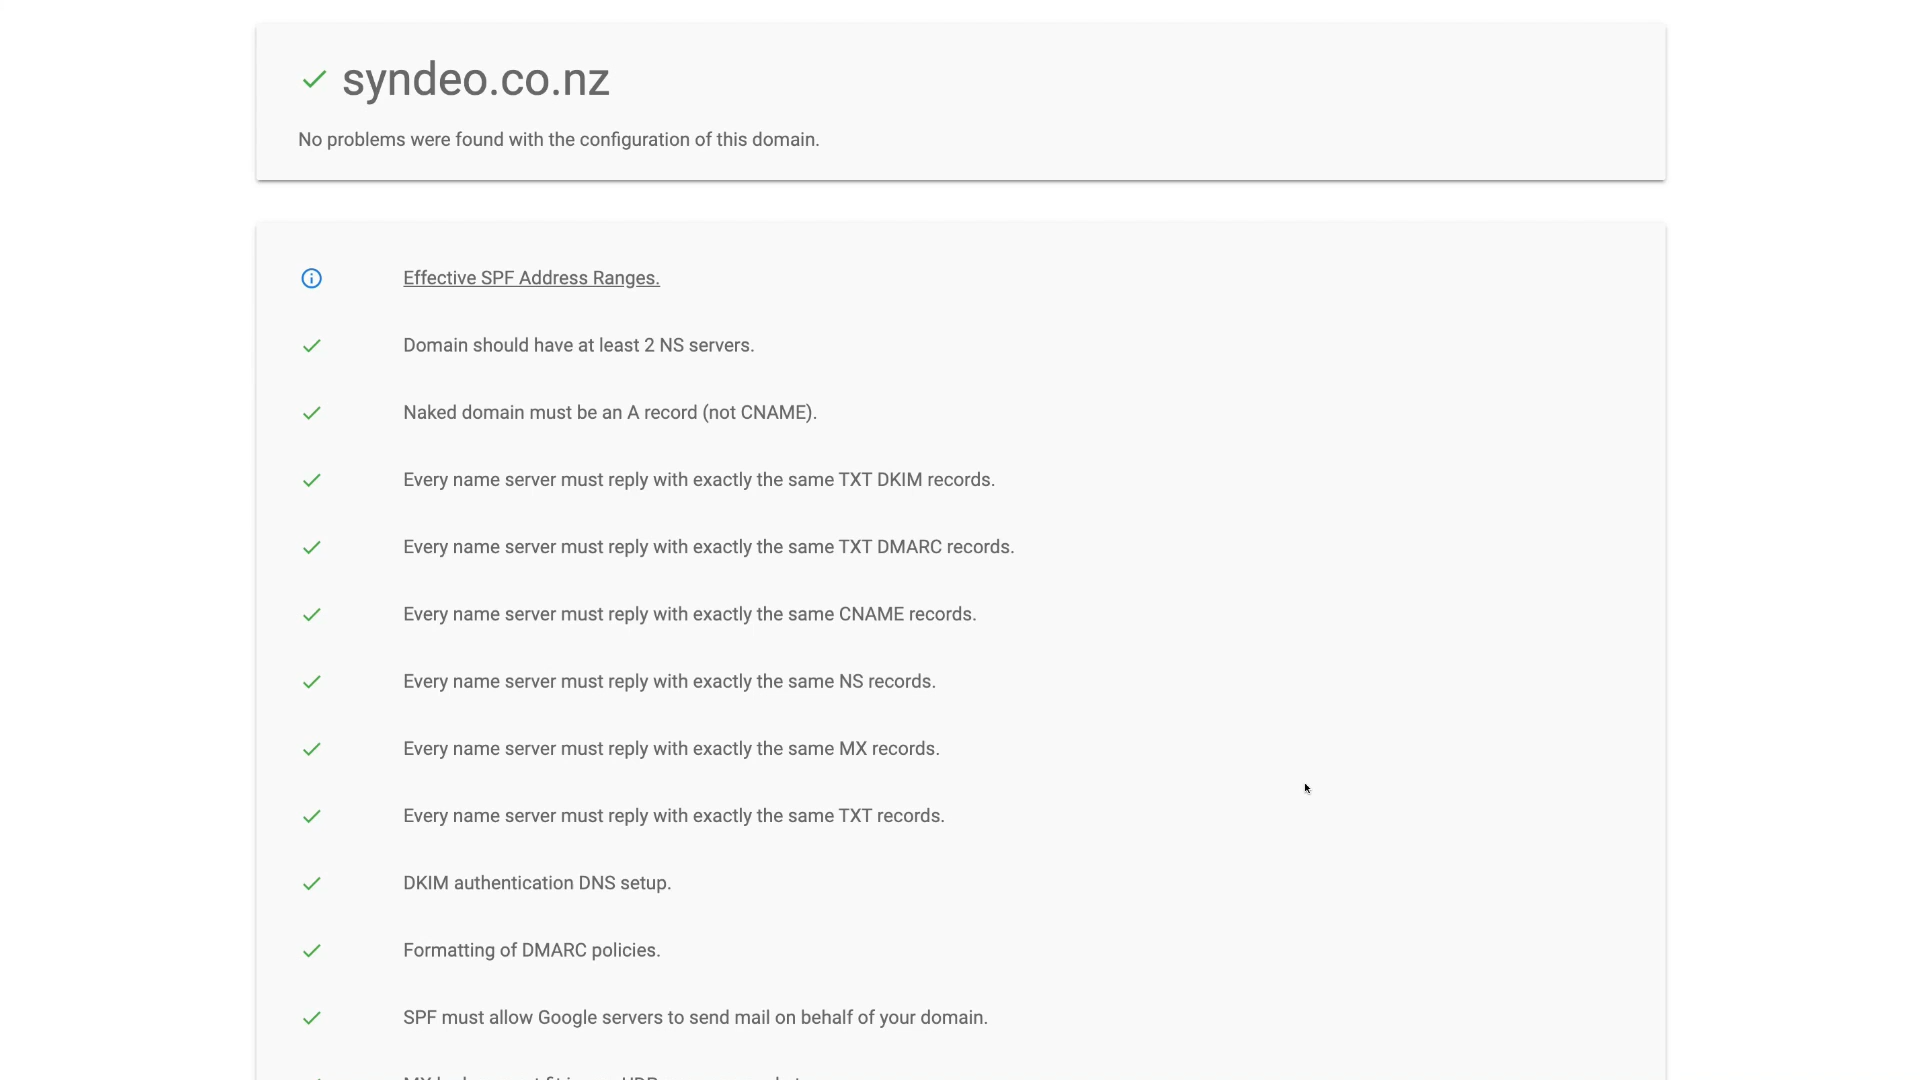 syndeo.co.nz
No problems were found with the configuration of this domain.
Effective SPF Address Ranges.
Domain should have at least 2 NS servers.
Naked domain must be an A record (not CNAME).
Every name server must reply with exactly the same TXT DKIM records.
Every name server must reply with exactly the same TXT DMARC records.
Every name server must reply with exactly the same CNAME records.
Every name server must reply with exactly the same NS records.
Every name server must reply with exactly the same MX records.
Every name server must reply with exactly the same TXT records.
DKIM authentication DNS setup.
Formatting of DMARC policies.
SPF must allow Google servers to send mail on behalf of your domain.